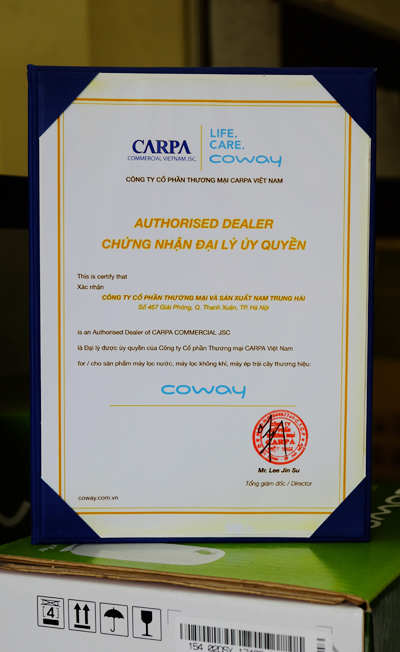 CARPA
COMMERCIAL VIETNAM JSC.
LIFE.
CARE.
coway
CÔNG TY CỔ PHẦN THƯƠNG MẠI CARPA VIỆT NAM
AUTHORISED DEALER
CHỨNG NHẬN ĐẠI LÝ ỦY QUYỀN
This is certify that
Xác nhận
CÔNG TY CỔ PHẦN THƯƠNG MẠI VÀ SẢN XUẤT NAM TRUNG HẢI
Số 467 Giải Phóng, Q. Thanh Xuân, TP. Hà Nội
is an Authorised Dealer of CARPA COMMERCIAL JSC
là Đại lý được ủy quyền của Công ty Cổ phần Thương mại CARPA Việt Nam
for / cho sản phẩm máy lọc nước, máy lọc không khí, máy ép trái cây thương hiệu:
coway
CARPA
Mr. Lee Jin Su
Tổng giám đốc / Director
coway.com.vn
4
154